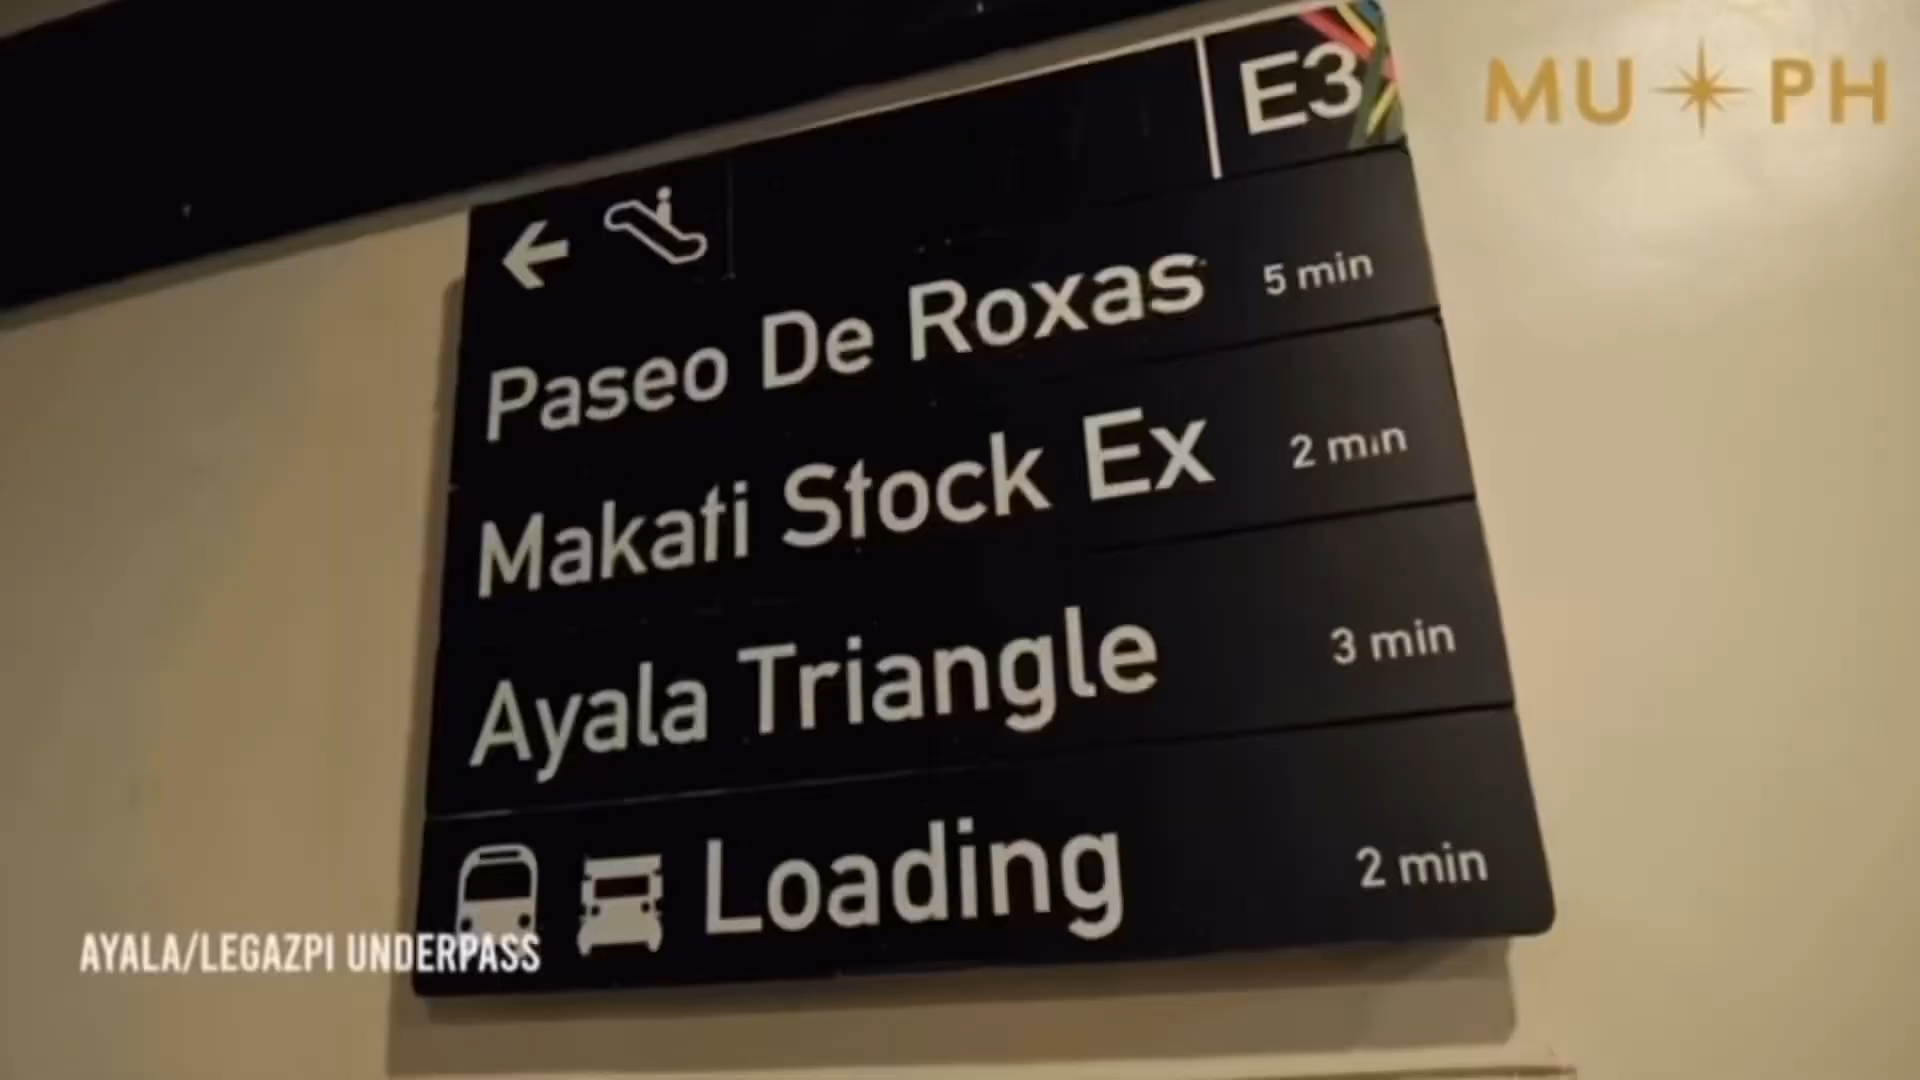 MU PH
E3
Paseo De Roxas 5 min
Makati Stock Ex 2 min
Ayala Triangle 3 min
Loading 2 min
AYALA/LEGAZPI UNDERPASS